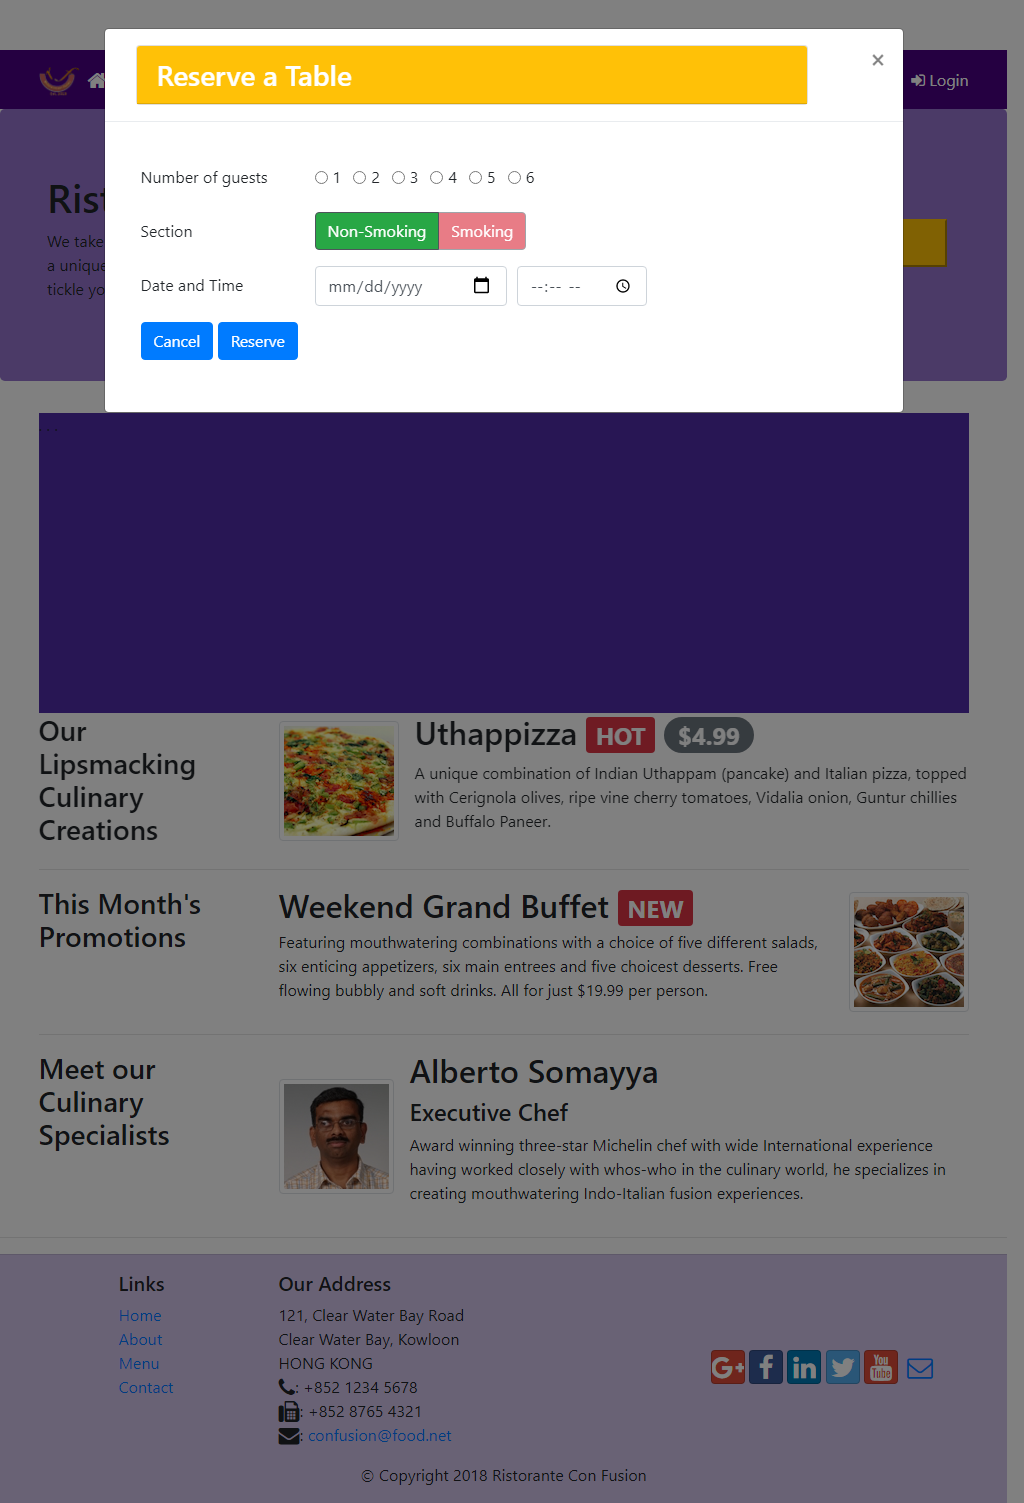 Reserve a Table
×
Login
Number of guests
1 2 3 4 5 6
Section
Non-Smoking Smoking
Date and Time
mm/dd/yyyy
--:-- --
Cancel Reserve
We take
a unique
...
Our
Lipsmacking
Culinary
Creations
Uthappizza HOT $4.99
A unique combination of Indian Uthappam (pancake) and Italian pizza, topped
with Cerignola olives, ripe vine cherry tomatoes, Vidalia onion, Guntur chillies
and Buffalo Paneer.
This Month's
Promotions
Weekend Grand Buffet NEW
Featuring mouthwatering combinations with a choice of five different salads,
six enticing appetizers, six main entrees and five choicest desserts. Free
flowing bubbly and soft drinks. All for just $19.99 per person.
Meet our
Culinary
Specialists
Alberto Somayya
Executive Chef
Award winning three-star Michelin chef with wide International experience
having worked closely with whos-who in the culinary world, he specializes in
creating mouthwatering Indo-Italian fusion experiences.
Links
Home
About
Menu
Contact
Our Address
121, Clear Water Bay Road
Clear Water Bay, Kowloon
HONG KONG
: +852 1234 5678
: +852 8765 4321
: confusion@food.net
G+ f in You Tube
© Copyright 2018 Ristorante Con Fusion